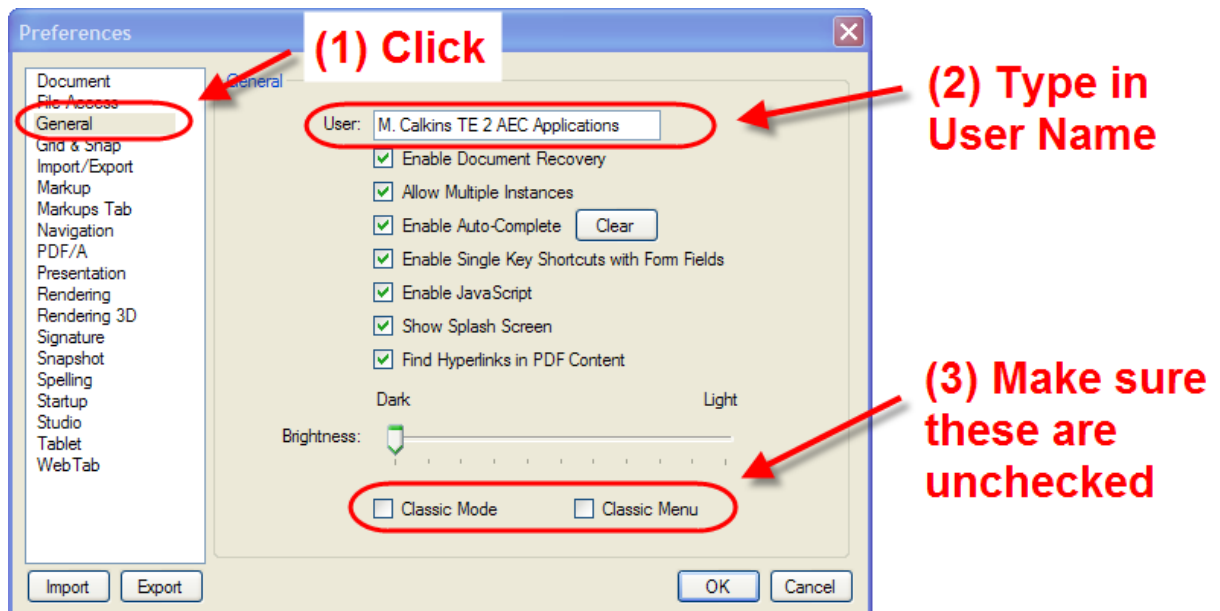 Preferences
(1) Click
(2) Type in
User Name
(3) Make sure
these are
unchecked
Document
File Access
General
Grid & Snap
Import/Export
Markup
Markups Tab
Navigation
PDF/A
Presentation
Rendering
Rendering 3D
Signature
Snapshot
Spelling
Startup
Studio
Tablet
WebTab
General
User: M. Calkins TE 2 AEC Applications
Enable Document Recovery
Allow Multiple Instances
Enable Auto-Complete Clear
Enable Single Key Shortcuts with Form Fields
Enable JavaScript
Show Splash Screen
Find Hyperlinks in PDF Content
Dark Light
Brightness:
Classic Mode Classic Menu
Import Export OK Cancel